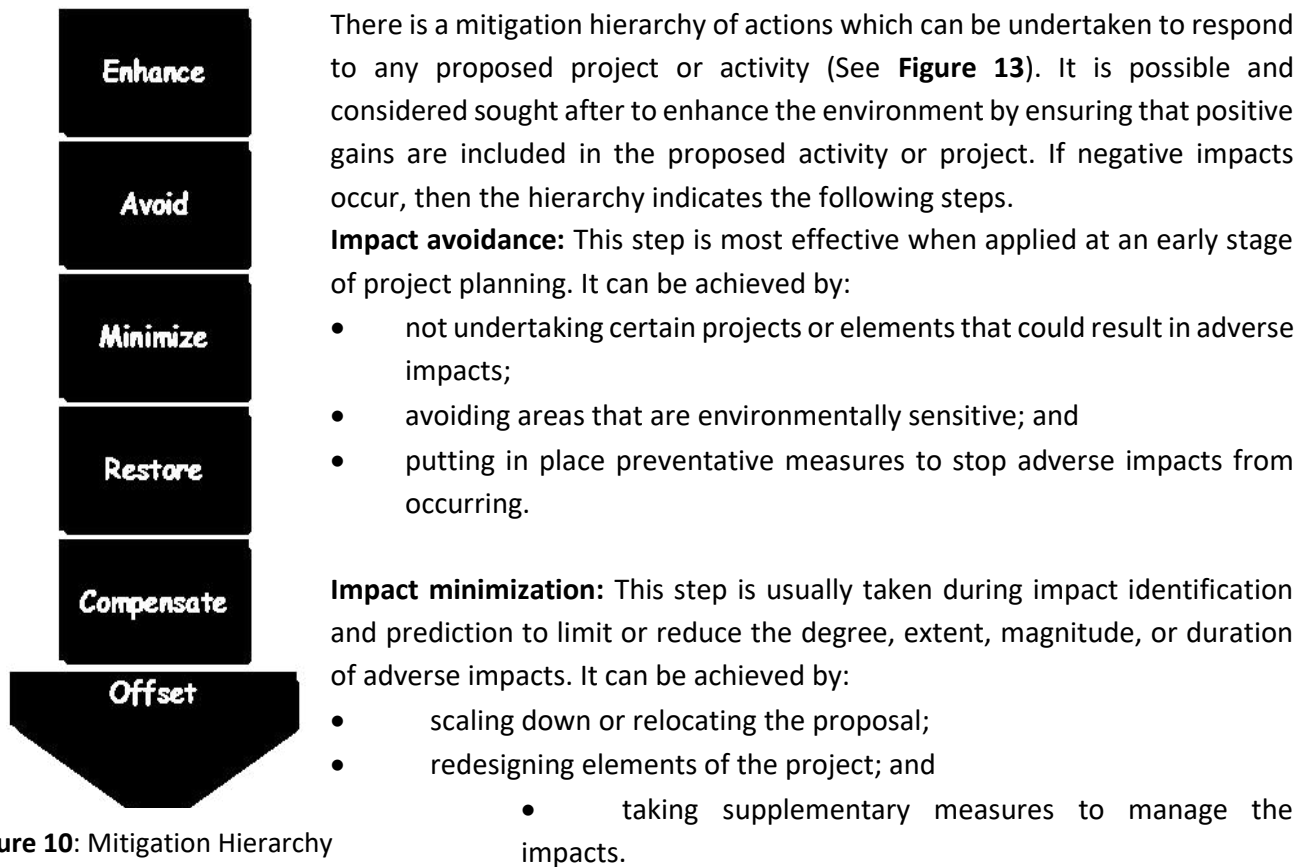 Enhance
Avoid
Minimize
Restore
Compensate
Offset
ure 10: Mitigation Hierarchy
There is a mitigation hierarchy of actions which can be undertaken to respond
to any proposed project or activity (See Figure 13). It is possible and
considered sought after to enhance the environment by ensuring that positive
gains are included in the proposed activity or project. If negative impacts
occur, then the hierarchy indicates the following steps.
Impact avoidance: This step is most effective when applied at an early stage
of project planning. It can be achieved by:
• not undertaking certain projects or elements that could result in adverse
impacts;
• avoiding areas that are environmentally sensitive; and
• putting in place preventative measures to stop adverse impacts from
occurring.
Impact minimization: This step is usually taken during impact identification
and prediction to limit or reduce the degree, extent, magnitude, or duration
of adverse impacts. It can be achieved by:
• scaling down or relocating the proposal;
• redesigning elements of the project; and
• taking supplementary measures to manage the
impacts.